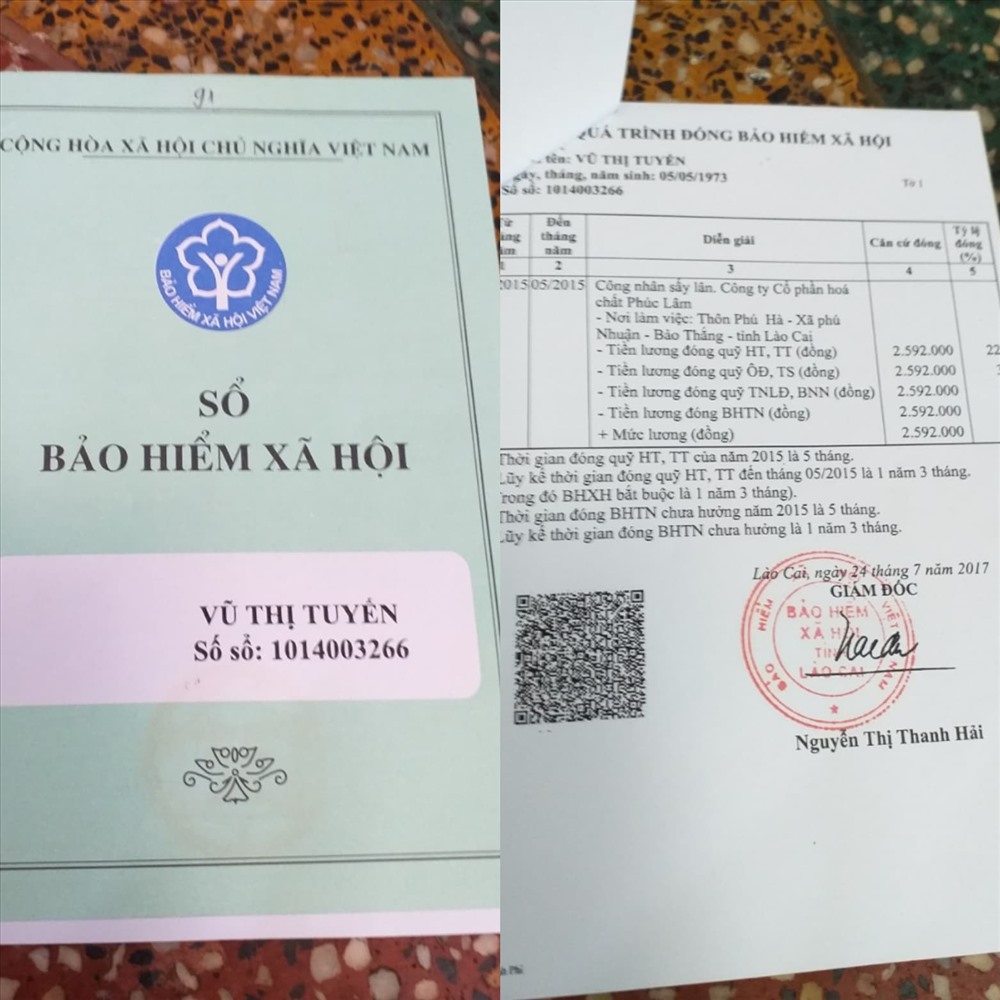 91
CỘNG HÒA XÃ HỘI CHỦ NGHĨA VIỆT NAM
BẢO HIỂM XÃ HỘI VIỆT NAM
SỔ
BẢO HIỂM XÃ HỘI
VŨ THỊ TUYẾN
Số sổ: 1014003266
QUÁ TRÌNH ĐÓNG BẢO HIỂM XÃ HỘI
tên: VŨ THỊ TUYẾN
tháng, năm sinh: 05/05/1973
Số sổ: 1014003266
Tờ 1
Đến tháng năm
Diễn giải
Căn cứ đóng
Tỷ lệ đóng (%)
2
3
4
5
2015
05/2015
Công nhân sấy lân. Công ty Cổ phần hoá
chất Phúc Lâm
- Nơi làm việc: Thôn Phú Hà - Xã phú
Nhuận - Bảo Thắng - tỉnh Lào Cai
- Tiền lương đóng quỹ HT, TT (đồng) 2.592.000 22
- Tiền lương đóng quỹ ÔĐ, TS (đồng) 2.592.000
- Tiền lương đóng quỹ TNLĐ, BNN (đồng) 2.592.000
- Tiền lương đóng BHTN (đồng) 2.592.000
+ Mức lương (đồng) 2.592.000
Thời gian đóng quỹ HT, TT của năm 2015 là 5 tháng.
Lũy kế thời gian đóng quỹ HT, TT đến tháng 05/2015 là 1 năm 3 tháng.
Trong đó BHXH bắt buộc là 1 năm 3 tháng).
Thời gian đóng BHTN chưa hưởng năm 2015 là 5 tháng.
Lũy kế thời gian đóng BHTN chưa hưởng là 1 năm 3 tháng.
Lào Cai, ngày 24 tháng 7 năm 2017
GIÁM ĐỐC
BẢO HIỂM XÃ HỘI VIỆT NAM
BẢO HIỂM
XÃ HỘI
TỈNH
LÀO CAI
Nguyễn Thị Thanh Hải